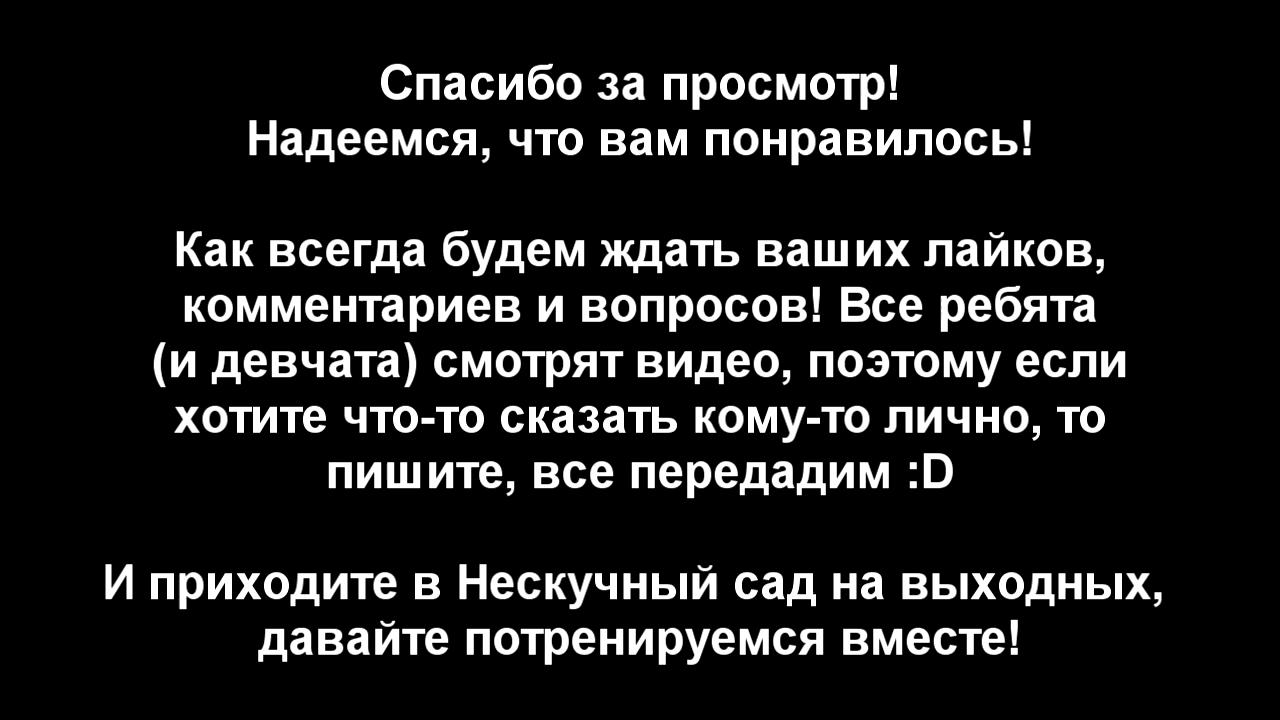 Спасибо за просмотр!
Надеемся, что вам понравилось!
Как всегда будем ждать ваших лайков,
комментариев и вопросов! Все ребята
(и девчата) смотрят видео, поэтому если
хотите что-то сказать кому-то лично, то
пишите, все передадим :D
И приходите в Нескучный сад на выходных,
давайте потренируемся вместе!